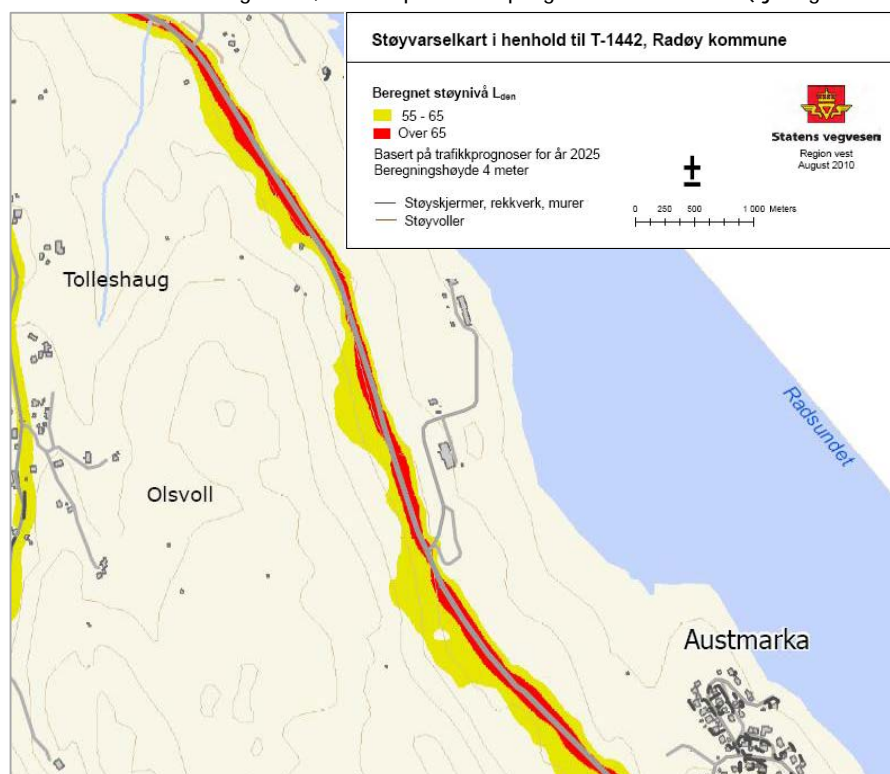 Støyvarselkart i henhold til T-1442, Radøy kommune
Beregnet støynivå Lden
55 - 65
Over 65
Basert på trafikkprognoser for år 2025
Beregningshøyde 4 meter
Støyskjermer, rekkverk, murer
Støyvoller
Statens vegvesen
Region vest
August 2010
0 250 500 1 000 Meters
Tolleshaug
Radsundet
Olsvoll
Austmarka